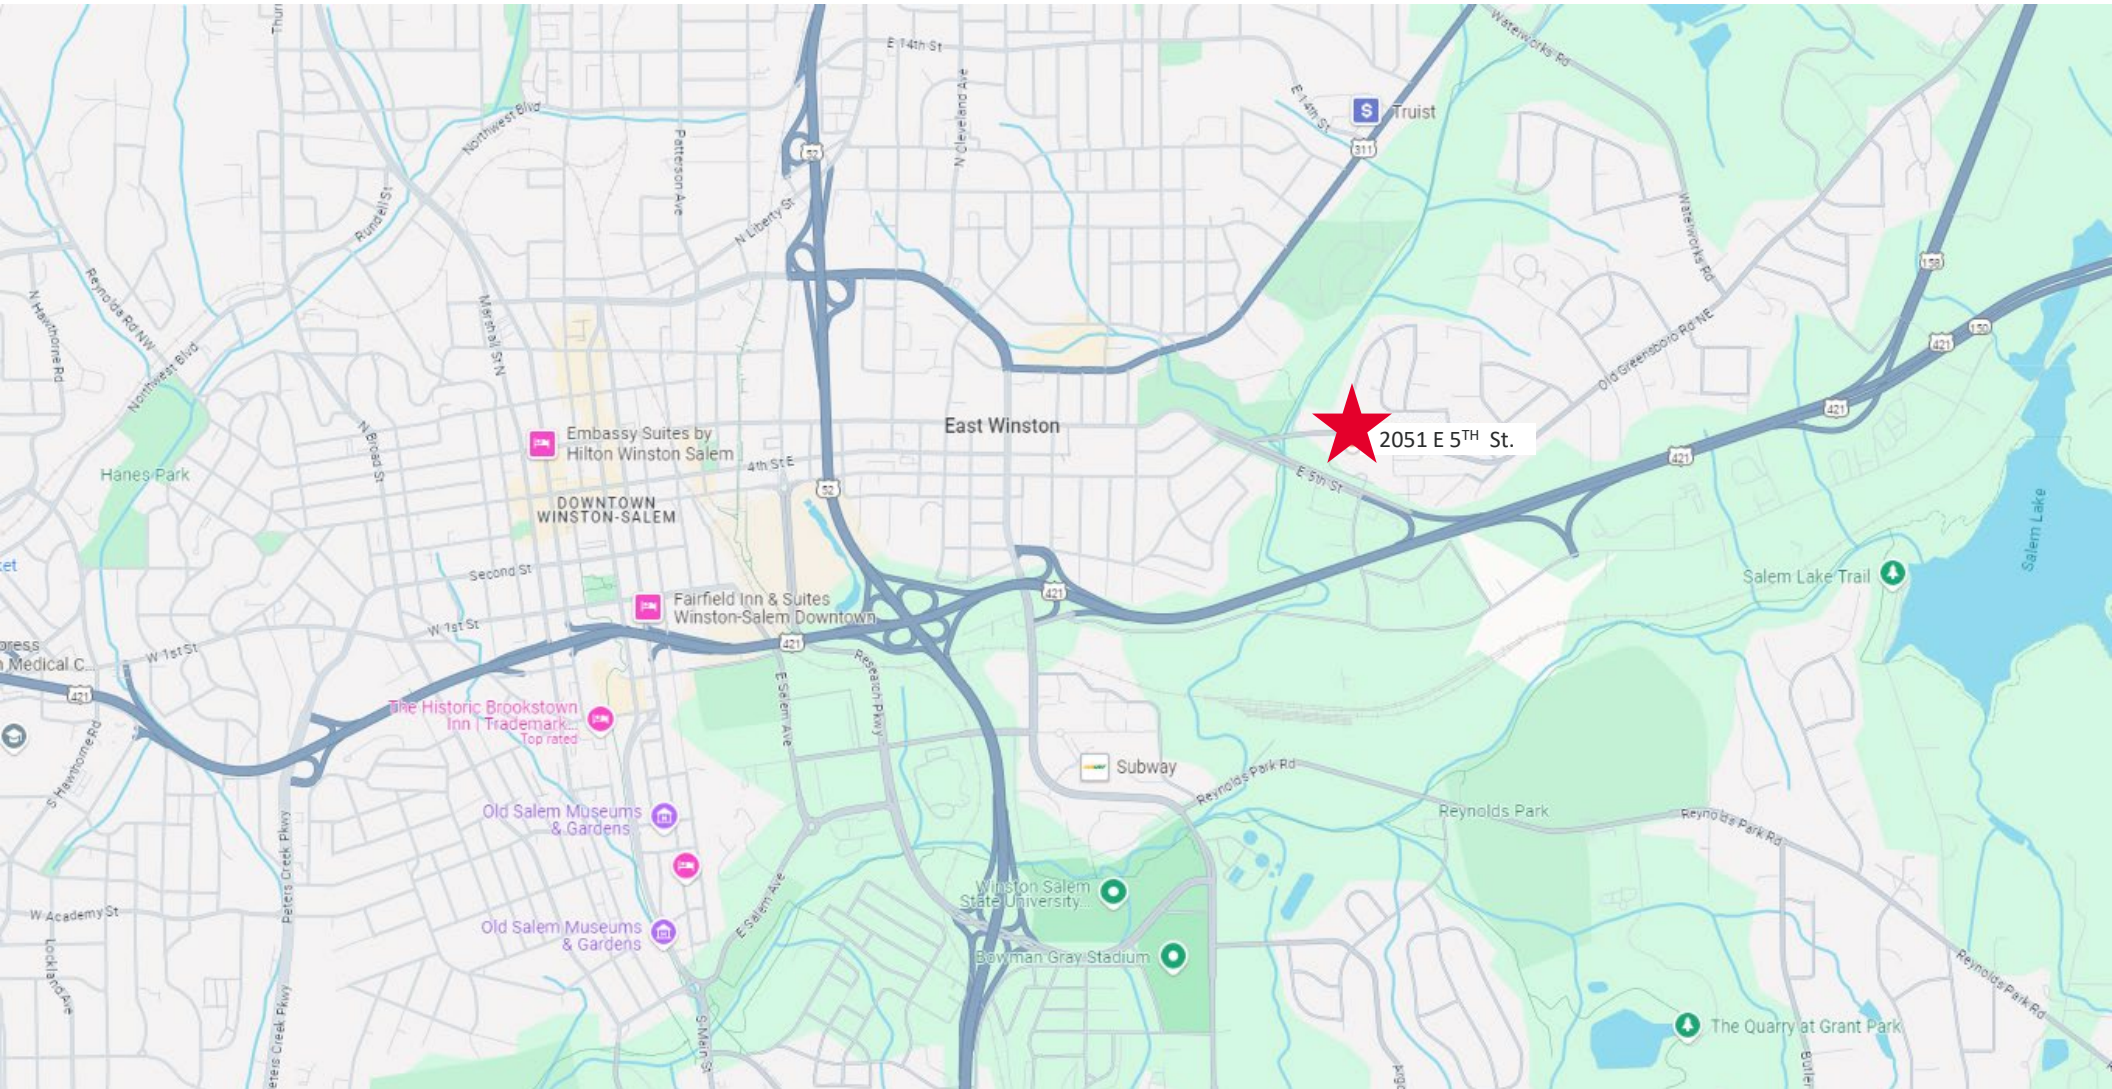 E 14th St
Waterworks Rd
Northwest Blvd
Patterson Ave
N Cleveland Ave
E 14th St
Truist
311
52
Rundell St
N Liberty St
Waterworks Rd
158
Reynolda Rd NW
N Hawthorne Rd
Marshall St N
Old Greensboro Rd NE
150
421
Northwest Blvd
421
East Winston
2051 E 5TH St.
N Broad St
Embassy Suites by
Hilton Winston Salem
4th St E
421
Hanes Park
E 5th St
52
DOWNTOWN
WINSTON-SALEM
Salem Lake
Second St
Salem Lake Trail
421
Fairfield Inn & Suites
Winston-Salem Downtown
W 1st St
421
W 1st St
Medical C...
421
Research Pkwy
E Salem Ave
The Historic Brookstown
Inn | Trademark...
Top rated
S Hawthorne Rd
Subway
Reynolds Park Rd
Reynolds Park
Reynolds Park Rd
Old Salem Museums
& Gardens
Peters Creek Pkwy
Winston Salem
State University...
E Salem Ave
W Academy St
Old Salem Museums
& Gardens
Bowman Gray Stadium
Lockland Ave
Reynolds Park Rd
The Quarry at Grant Park
S Main St
eters Creek Pkwy
Butler